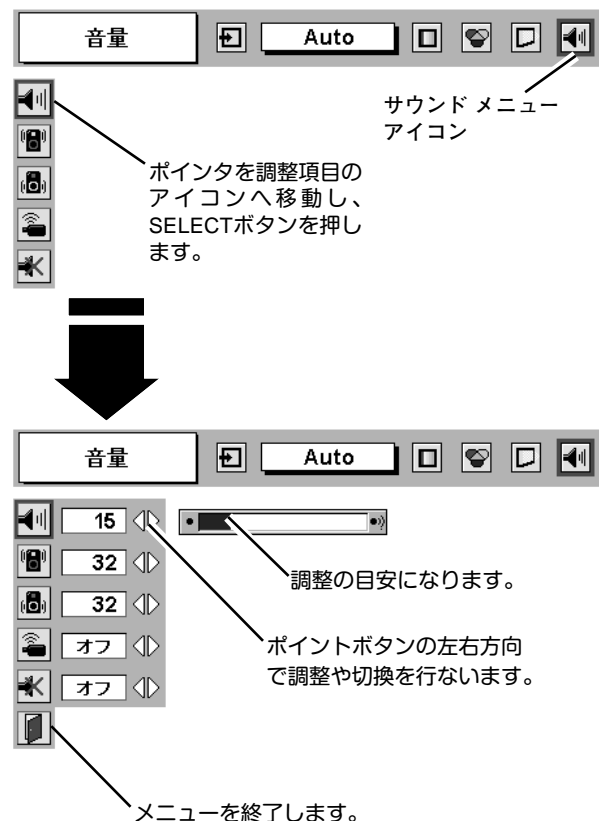 音量 Auto
サウンド メニュー
アイコン
ポインタを調整項目の
アイコンへ移動し、
SELECTボタンを押し
ます。
音量 Auto
15
32
調整の目安になります。
32
オフ
ポイントボタンの左右方向
で調整や切換を行ないます。
オフ
メニューを終了します。